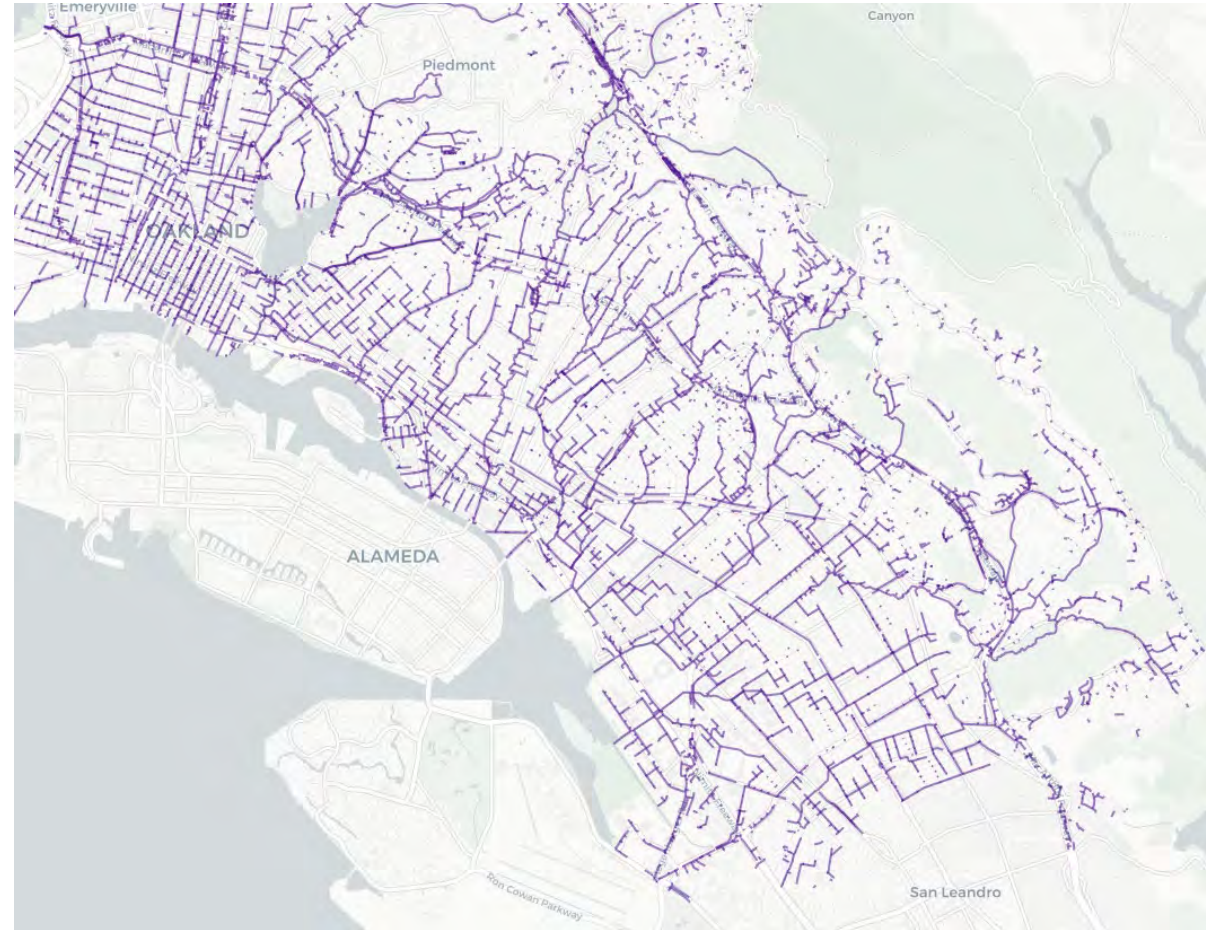 Emeryville
Canyon
Piedmont
OAKLAND
ALAMEDA
Ron Cowan Parkway
San Leandro